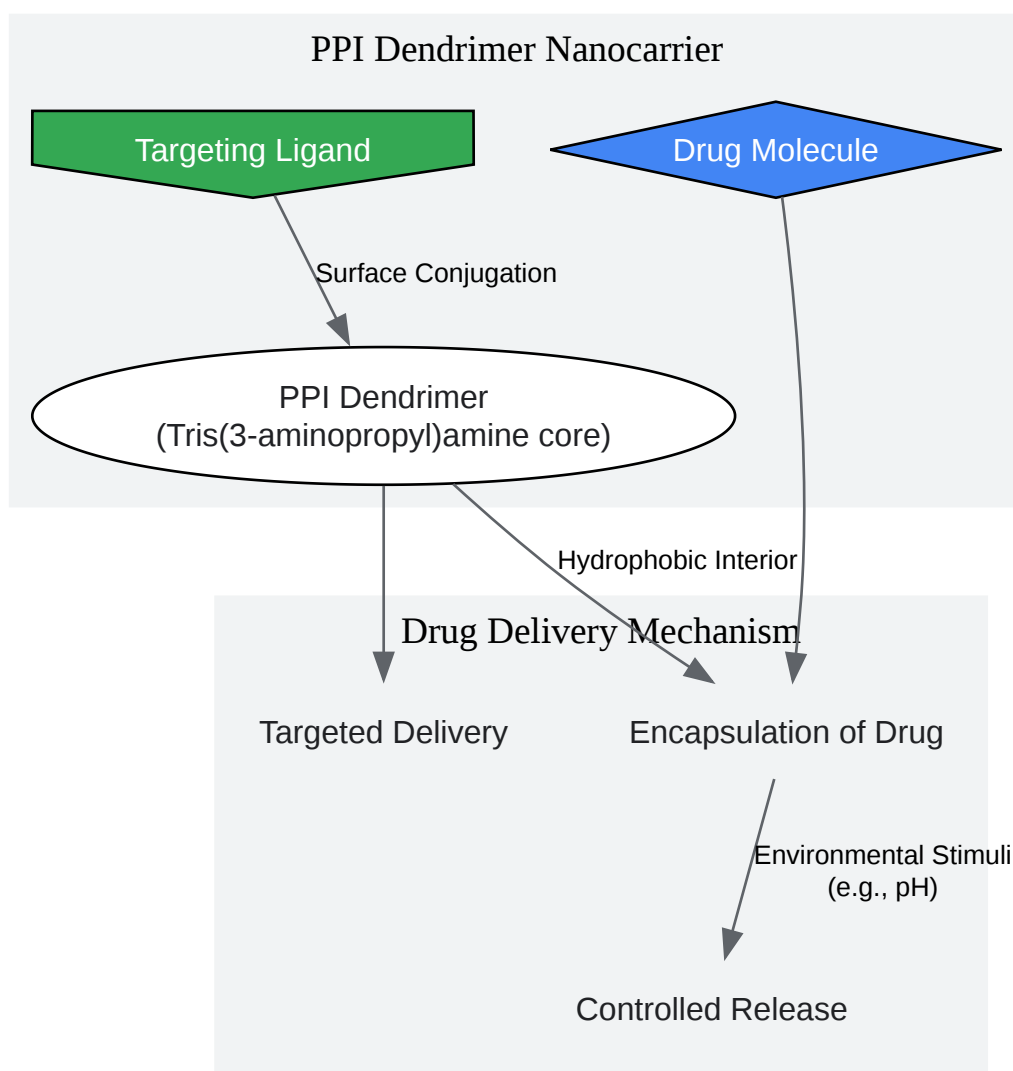 PPI Dendrimer Nanocarrier
Targeting Ligand
Drug Molecule
Surface Conjugation
PPI Dendrimer
(Tris(3-aminopropyl)amine core)
Hydrophobic Interior
Drug Delivery Mechanism
Targeted Delivery
Encapsulation of Drug
Environmental Stimuli
(e.g., pH)
Controlled Release